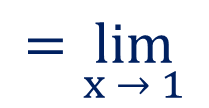 = lim
x → 1